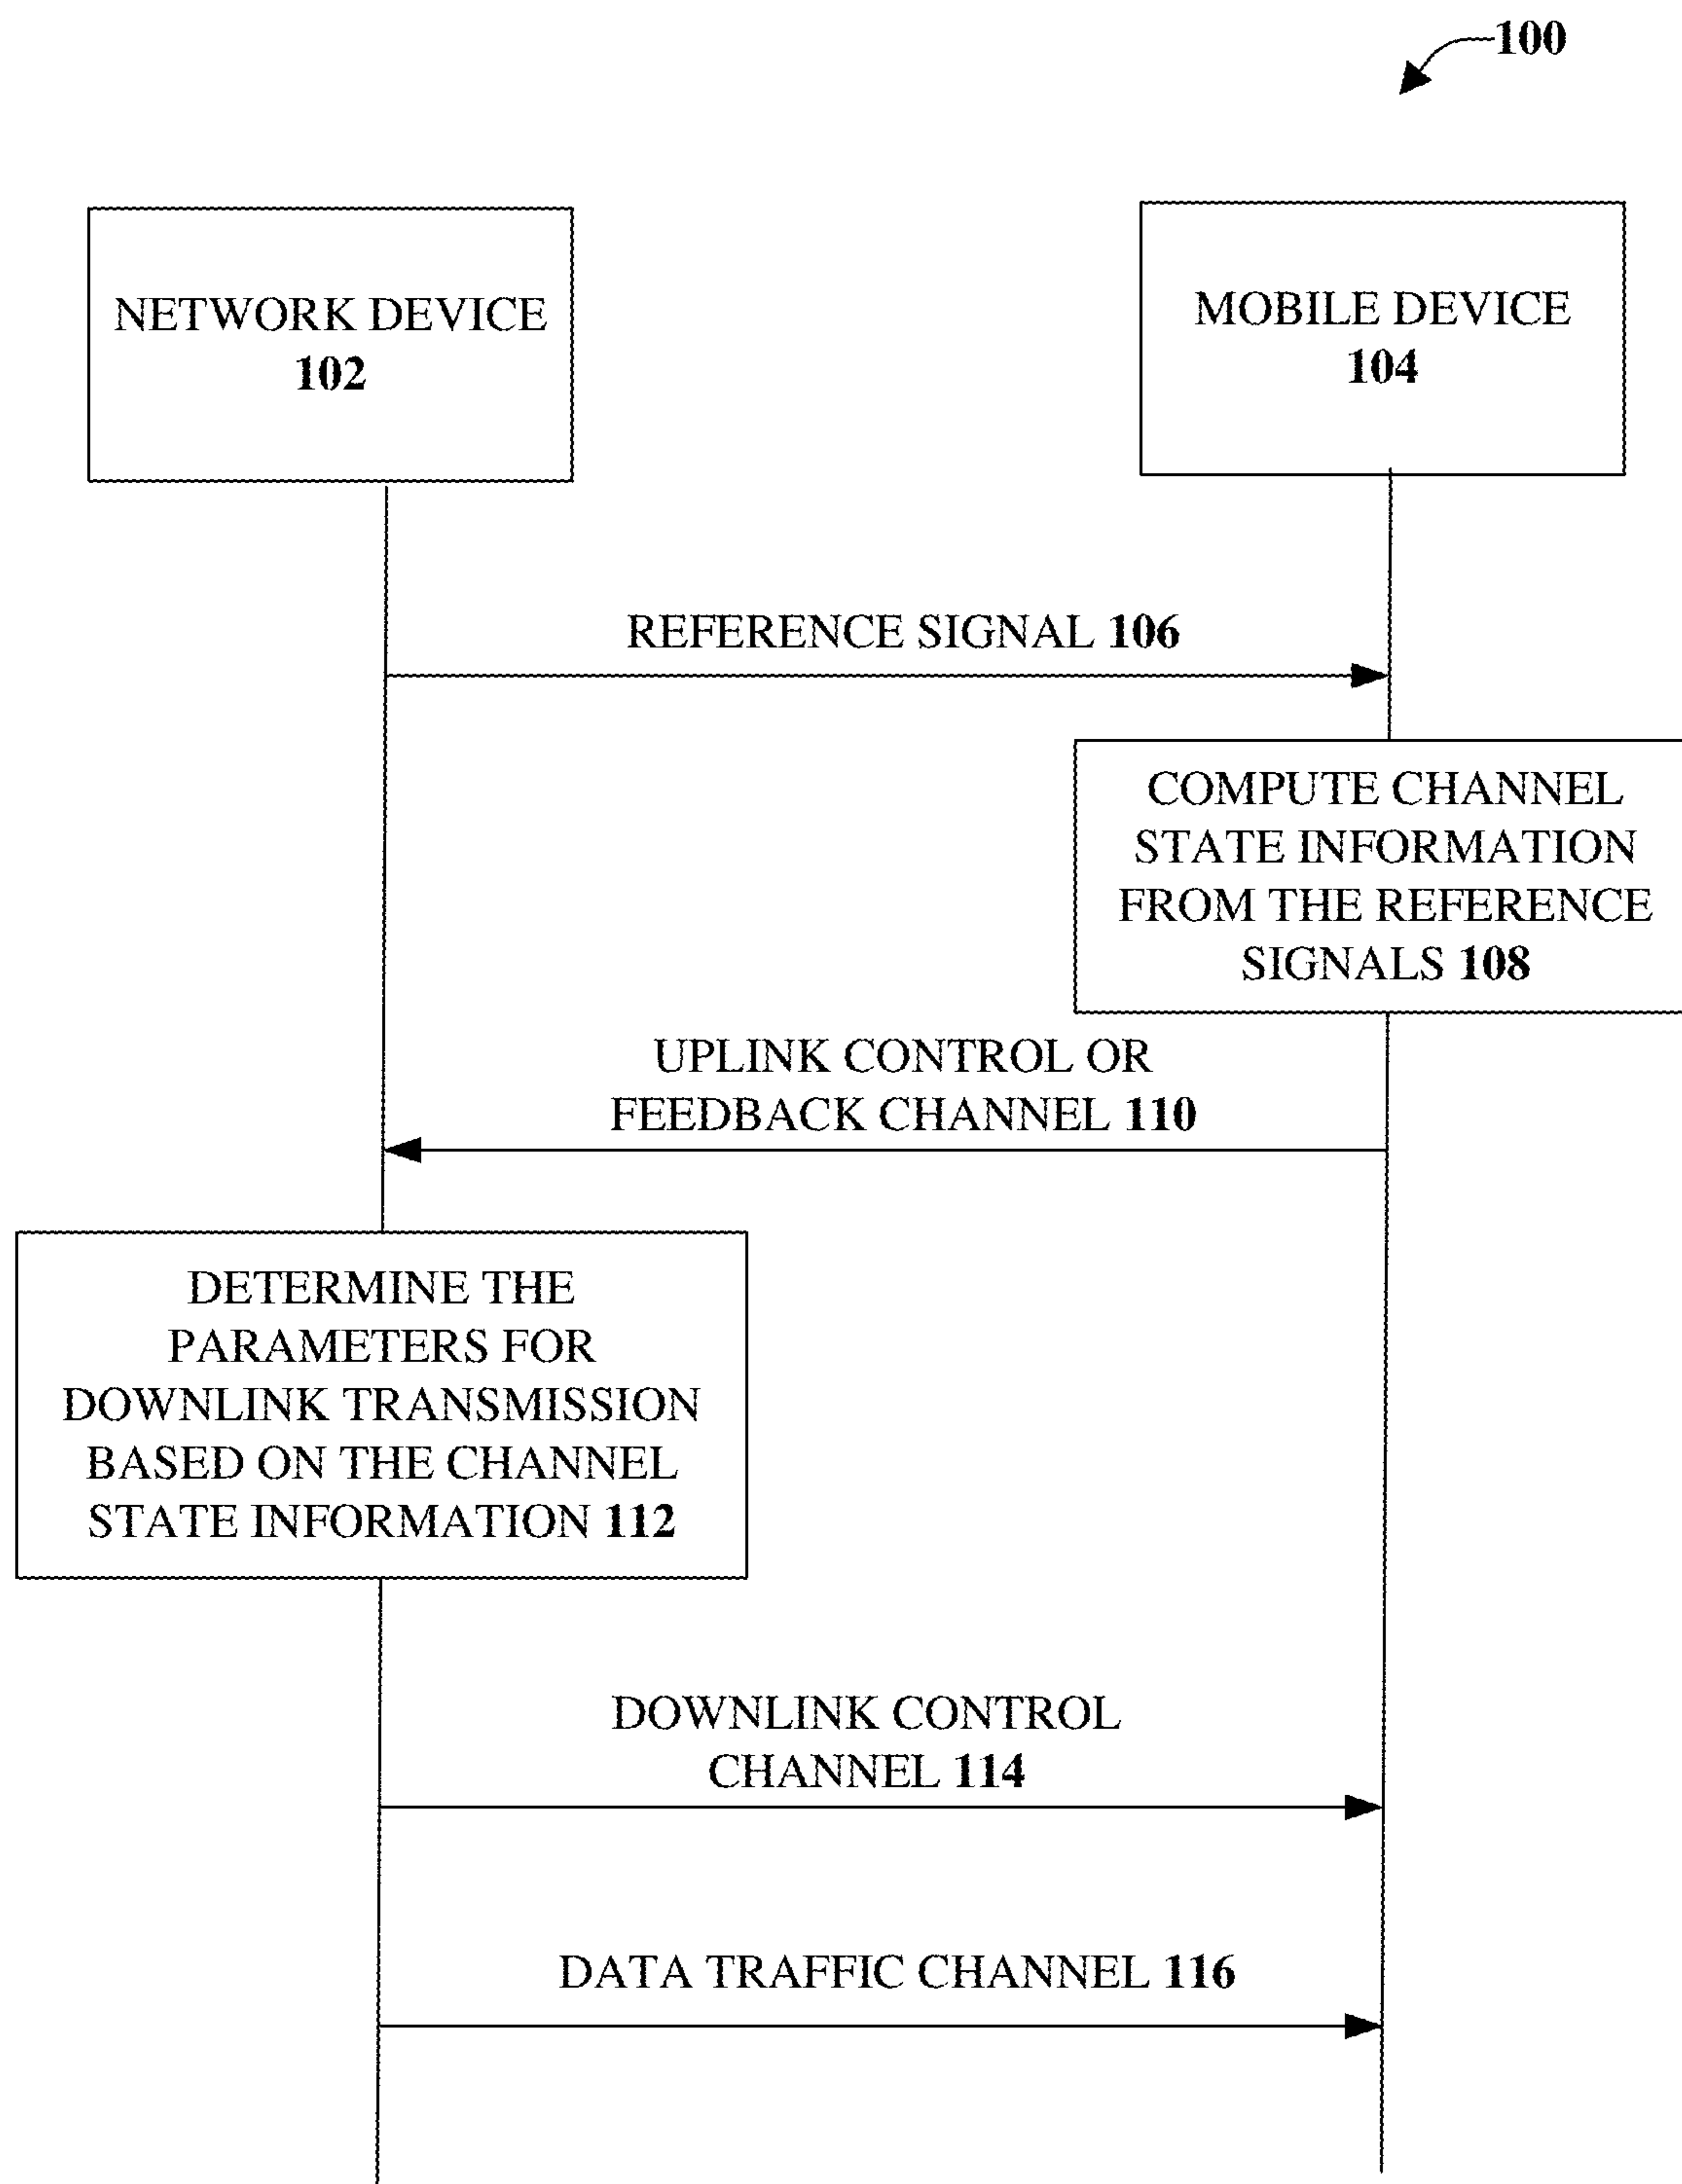 100
NETWORK DEVICE
102
MOBILE DEVICE
104
REFERENCE SIGNAL 106
COMPUTE CHANNEL
STATE INFORMATION
FROM THE REFERENCE
SIGNALS 108
UPLINK CONTROL OR
FEEDBACK CHANNEL 110
DETERMINE THE
PARAMETERS FOR
DOWNLINK TRANSMISSION
BASED ON THE CHANNEL
STATE INFORMATION 112
DOWNLINK CONTROL
CHANNEL 114
DATA TRAFFIC CHANNEL 116